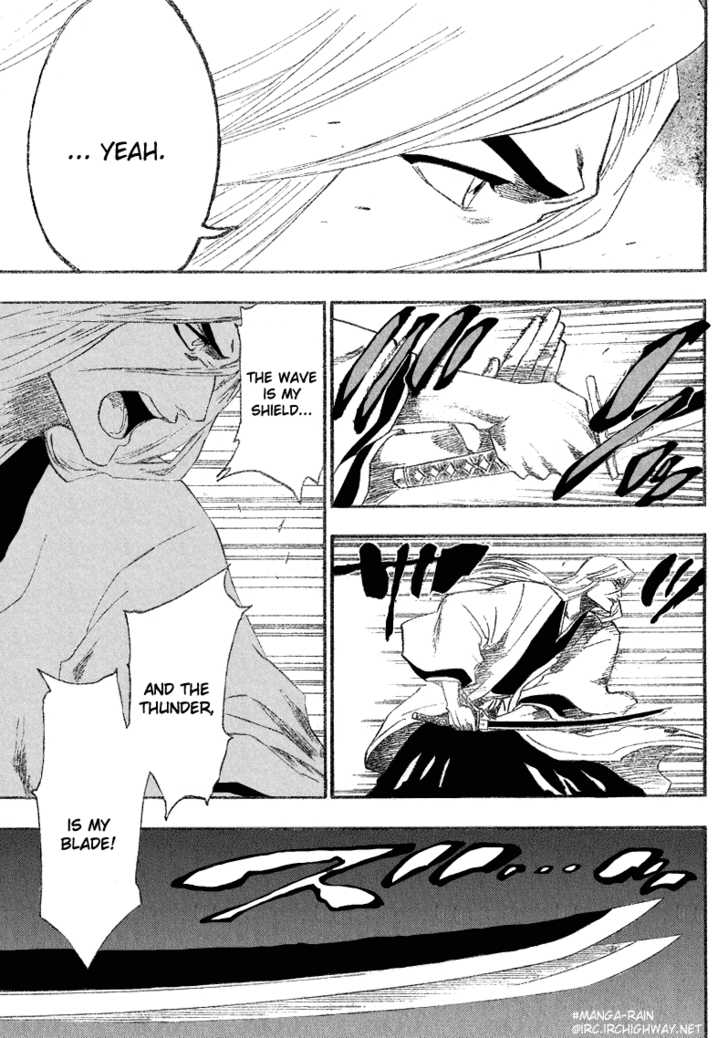 ... YEAH.
THE WAVE
IS MY
SHIELD...
AND THE
THUNDER,
IS MY
BLADE!
#MANGA-RAIN
@IRC.IRCHIGHWAY.NET